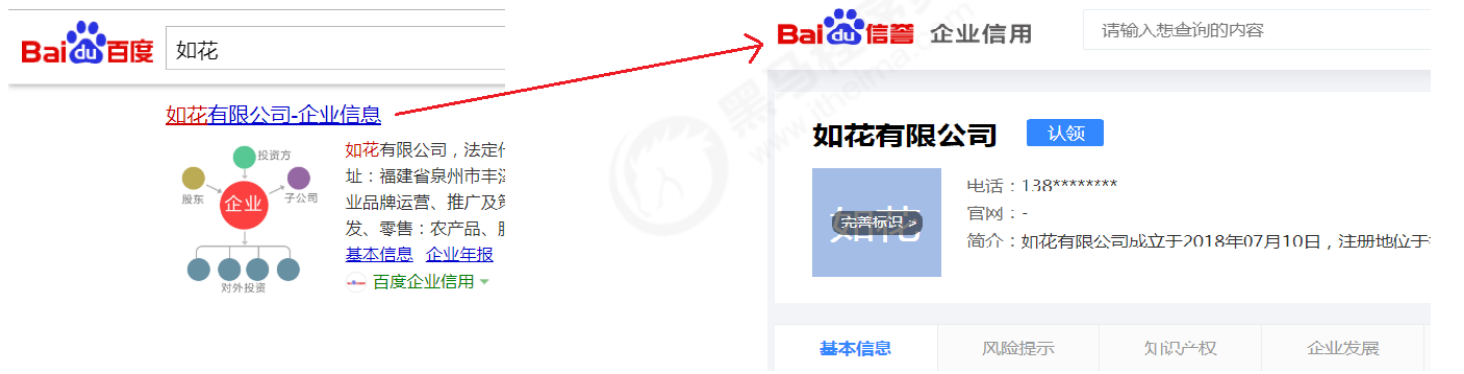 Bai du 百度
如花
如花有限公司-企业信息
投资方
股东
企业
子公司
对外投资
如花有限公司，法定
址：福建省泉州市丰
业品牌运营、推广及
发、零售：农产品、
基本信息 企业年报
百度企业信用
Bai du 信誉 企业信用
请输入想查询的内容
如花有限公司 认领
如花
完善标识 »
电话：138********
官网：-
简介：如花有限公司成立于2018年07月10日，注册地位于
基本信息 风险提示 知识产权 企业发展
黑马程
www.itheima.